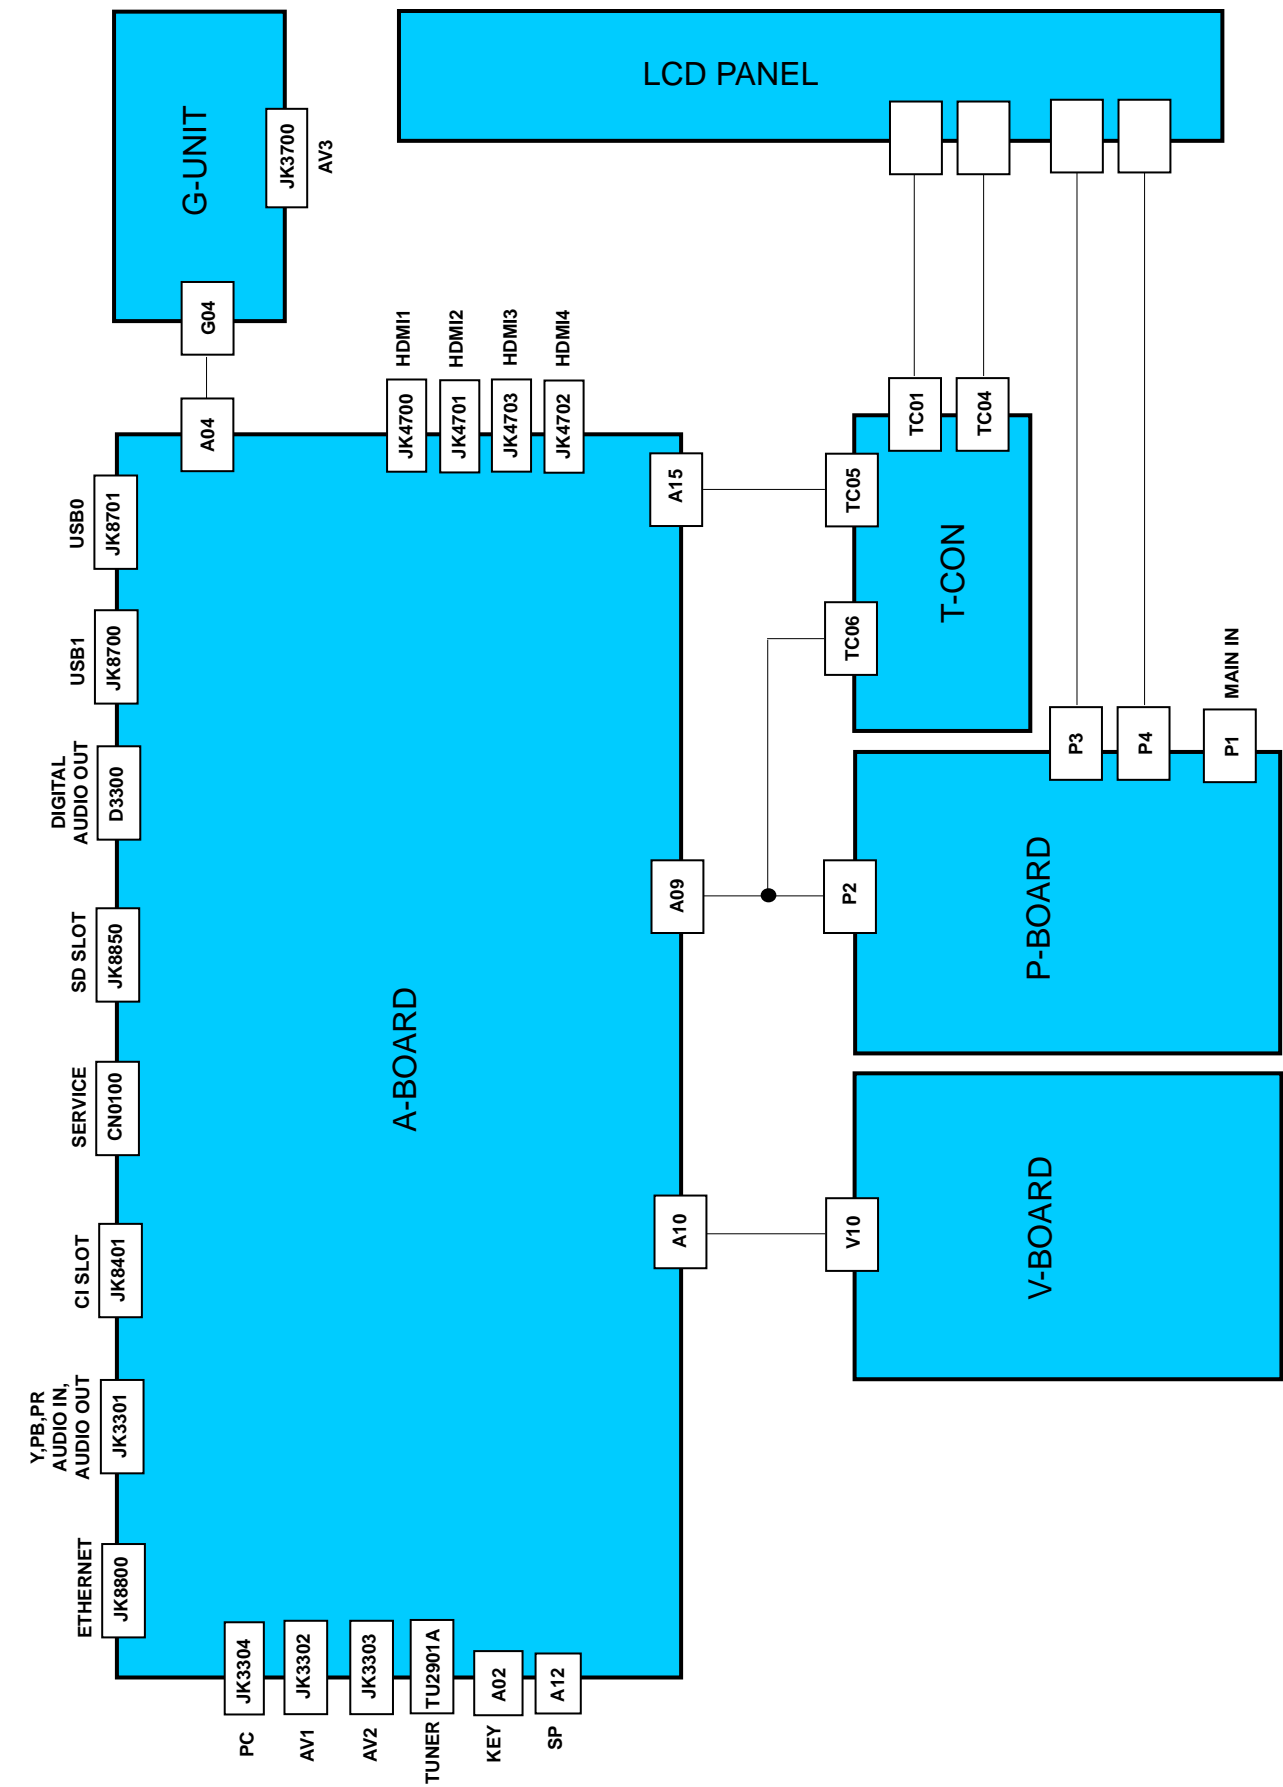 LCD PANEL
G-UNIT
JK3700
AV3
G04
A04
HDMI1
HDMI2
HDMI3
HDMI4
JK4700
JK4701
JK4703
JK4702
USB0
JK8701
USB1
JK8700
DIGITAL
AUDIO OUT
D3300
SD SLOT
JK8850
SERVICE
CN0100
CI SLOT
JK8401
Y,PB,PR
AUDIO IN,
AUDIO OUT
JK3301
ETHERNET
JK8800
A-BOARD
A15
A09
A10
TC01
TC04
TC05
TC06
T-CON
P3
P4
P1
MAIN IN
P2
P-BOARD
V10
V-BOARD
JK3304
JK3302
JK3303
TU2901A
A02
A12
PC
AV1
AV2
TUNER
KEY
SP